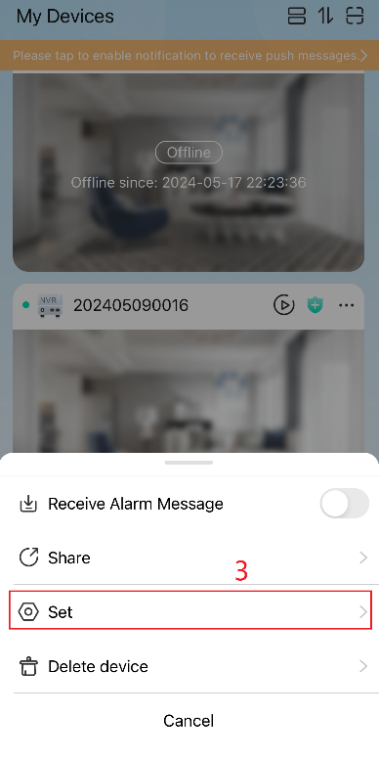 My Devices
Please tap to enable notification to receive push messages.
Offline
Offline since: 2024-05-17 22:23:36
NVR
202405090016
Receive Alarm Message
Share
3
Set
Delete device
Cancel